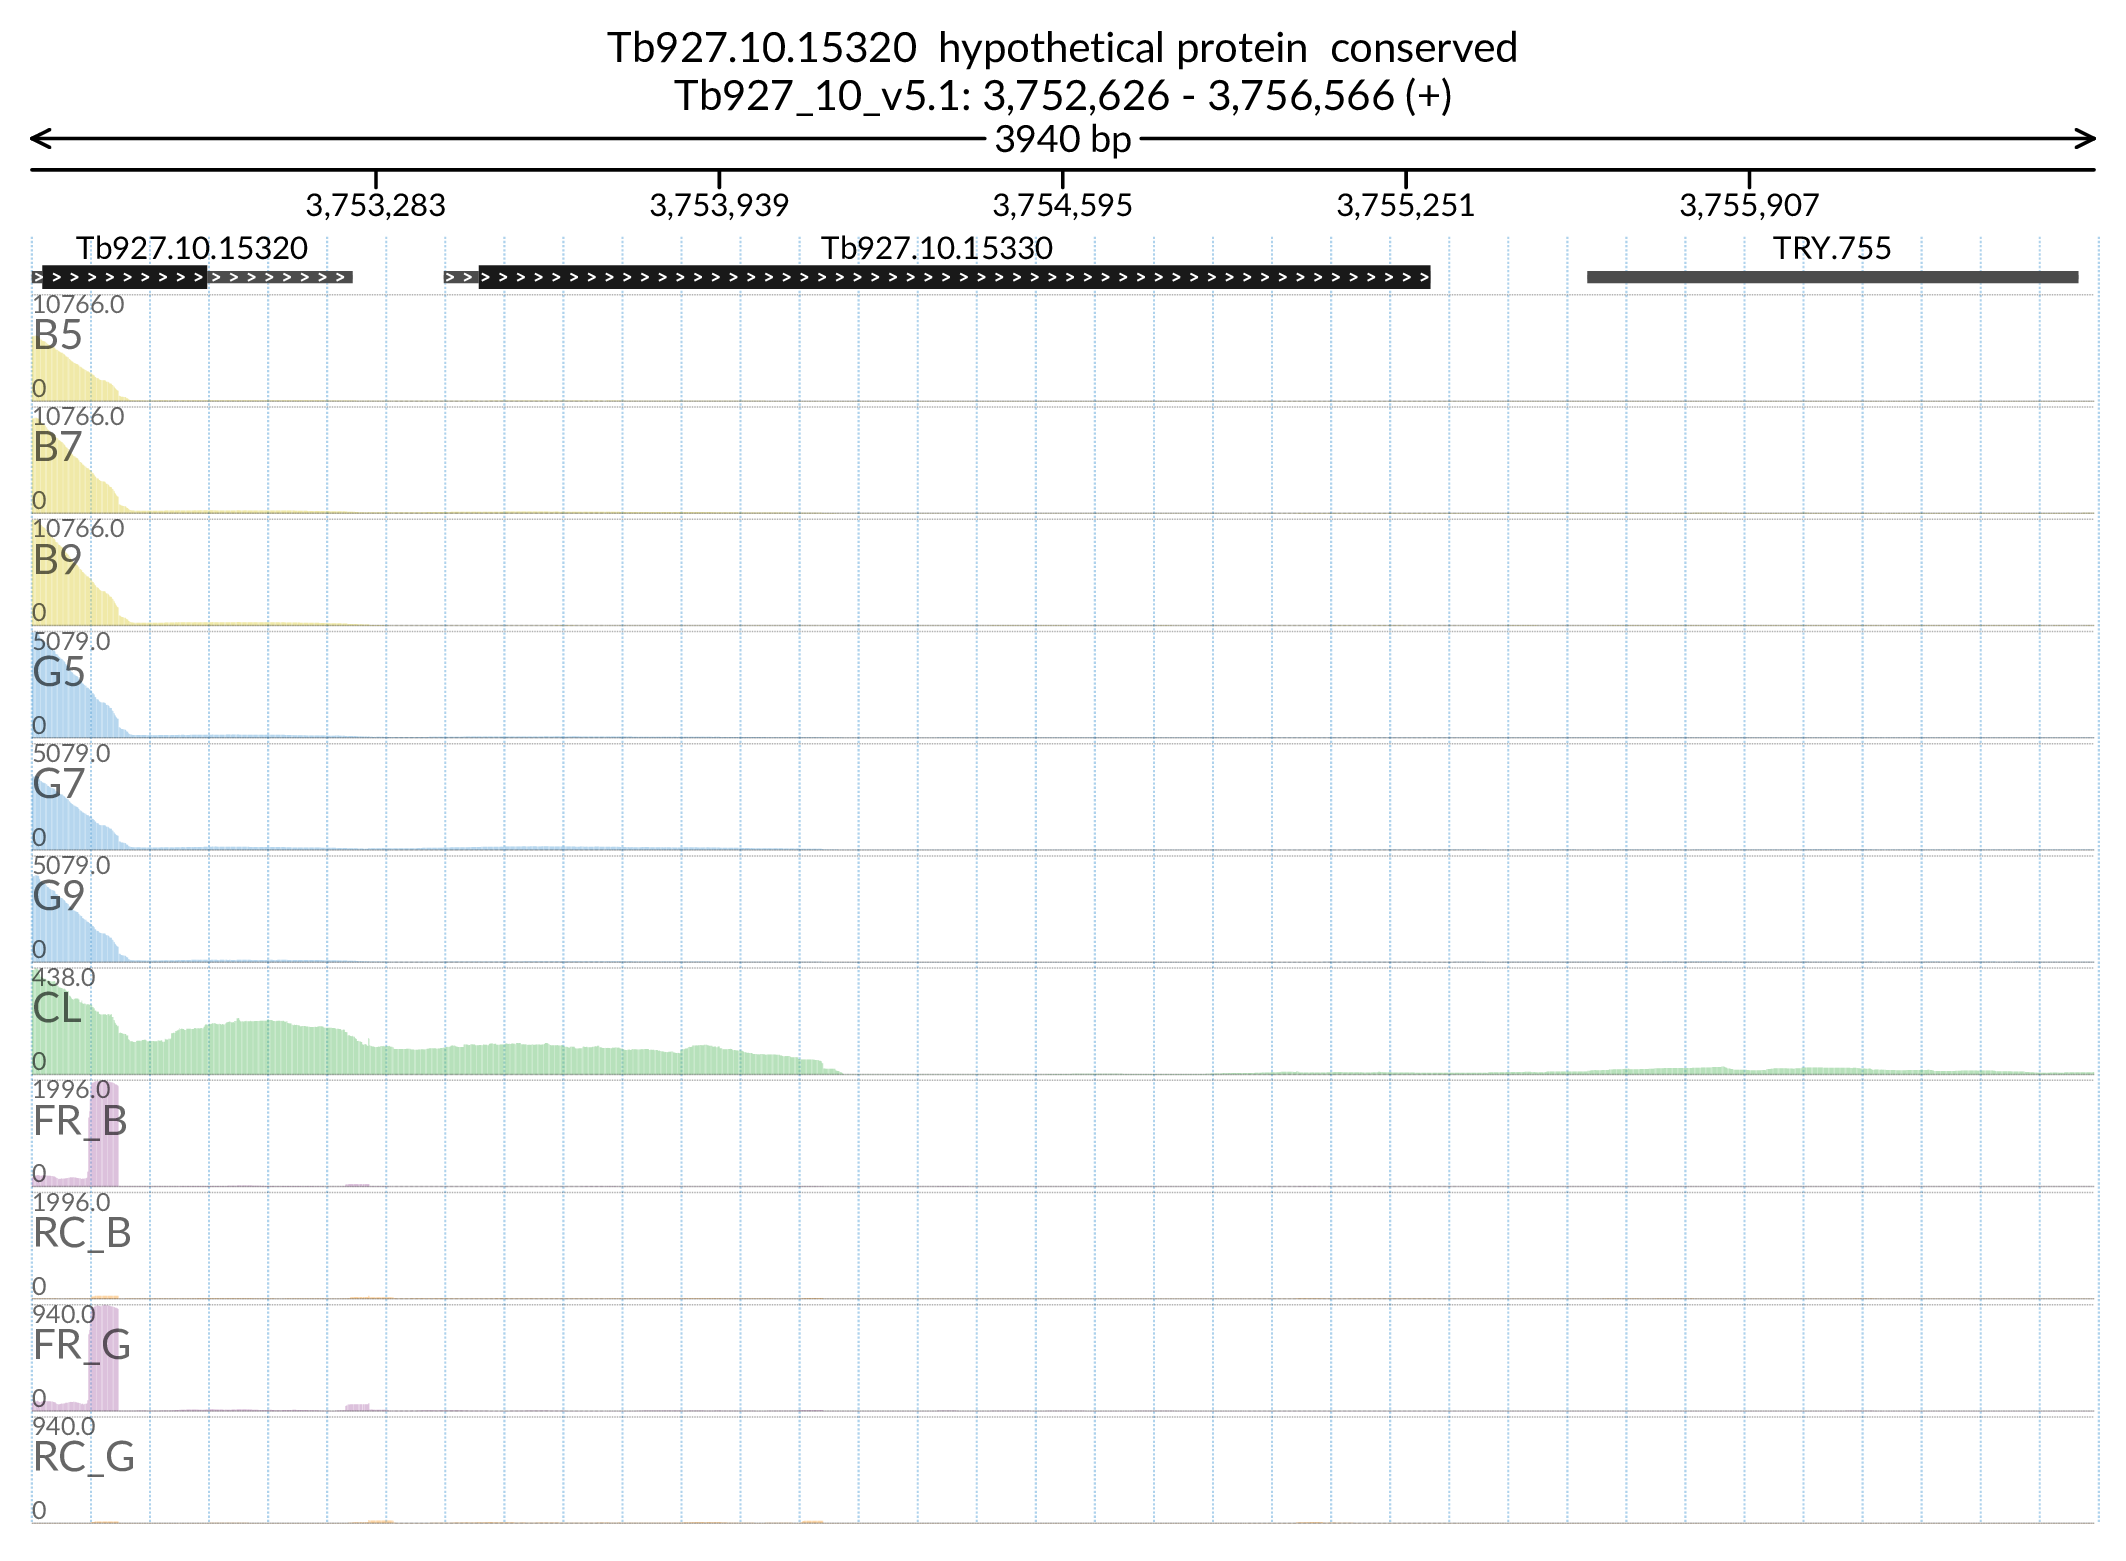 Tb927.10.15320 hypothetical protein conserved
Tb927_10_v5.1: 3,752,626 - 3,756,566 (+)
3940 bp
3,753,283 3,753,939 3,754,595 3,755,251 3,755,907
Tb927.10.15320 Tb927.10.15330 TRY.755
10766.0
B5
0
10766.0
B7
0
10766.0
B9
0
5079.0
G5
0
5079.0
G7
0
5079.0
G9
0
438.0
CL
0
1996.0
FR_B
0
1996.0
RC_B
0
940.0
FR_G
0
940.0
RC_G
0